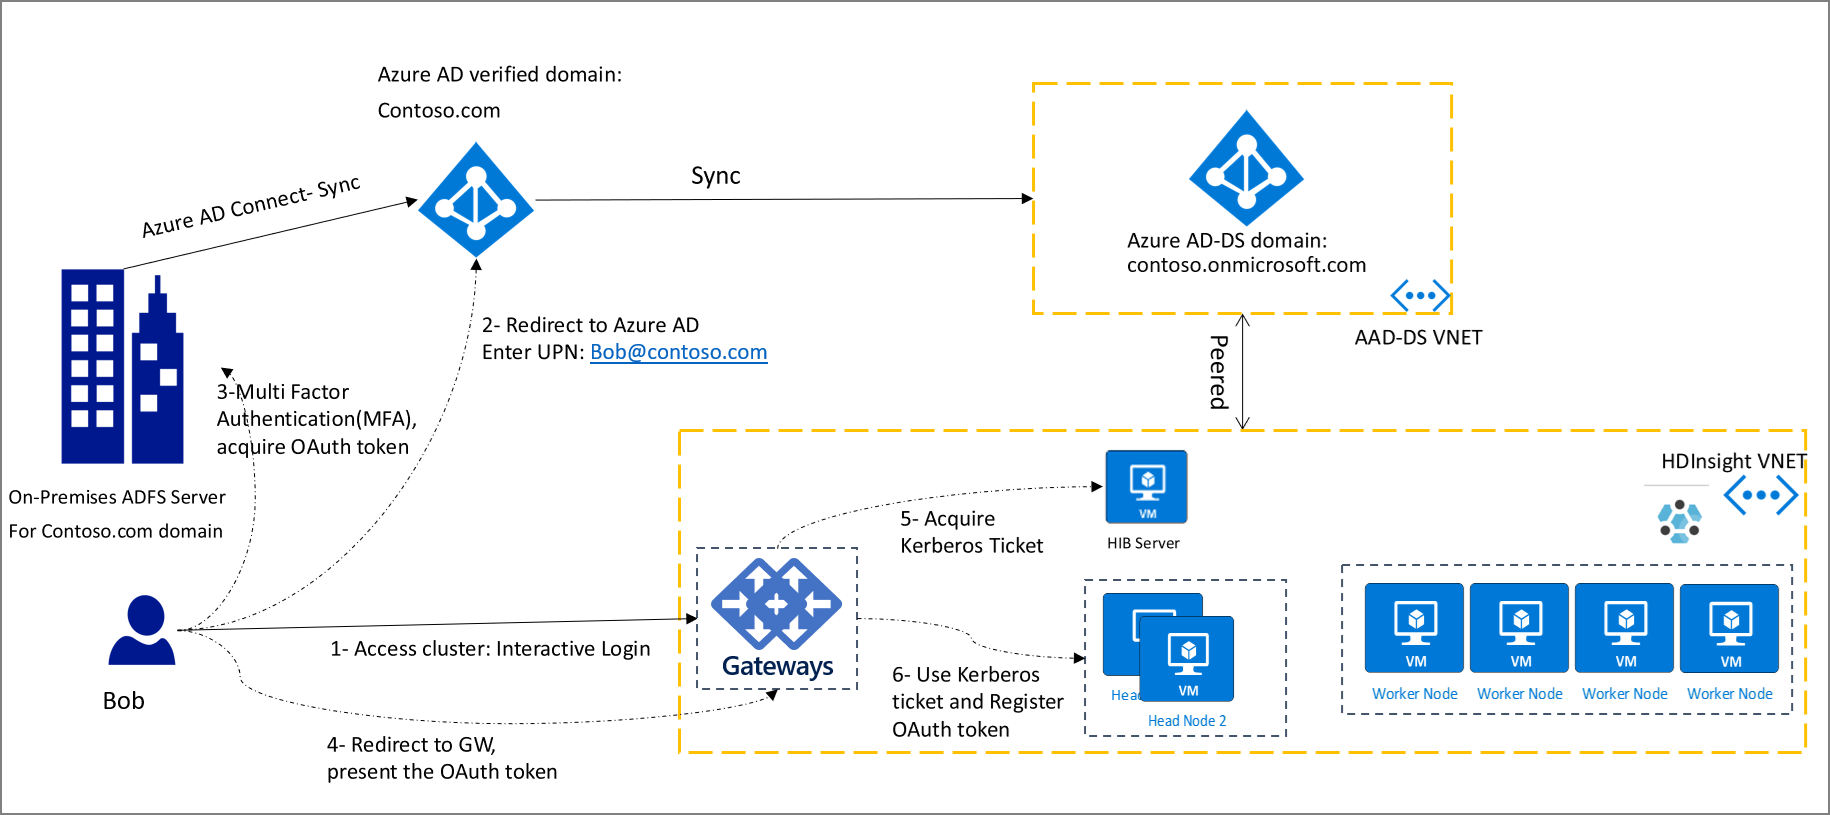 Azure AD verified domain:
Contoso.com
Azure AD Connect- Sync
Sync
Azure AD-DS domain:
contoso.onmicrosoft.com
AAD-DS VNET
Peered
2- Redirect to Azure AD
Enter UPN: Bob@contoso.com
3-Multi Factor
Authentication(MFA),
acquire OAuth token
On-Premises ADFS Server
For Contoso.com domain
Bob
1- Access cluster: Interactive Login
4- Redirect to GW,
present the OAuth token
Gateways
5- Acquire
Kerberos Ticket
VM
HIB Server
6- Use Kerberos
ticket and Register
OAuth token
VM
Head Node 2
HDInsight VNET
VM
VM
VM
VM
Worker Node
Worker Node
Worker Node
Worker Node